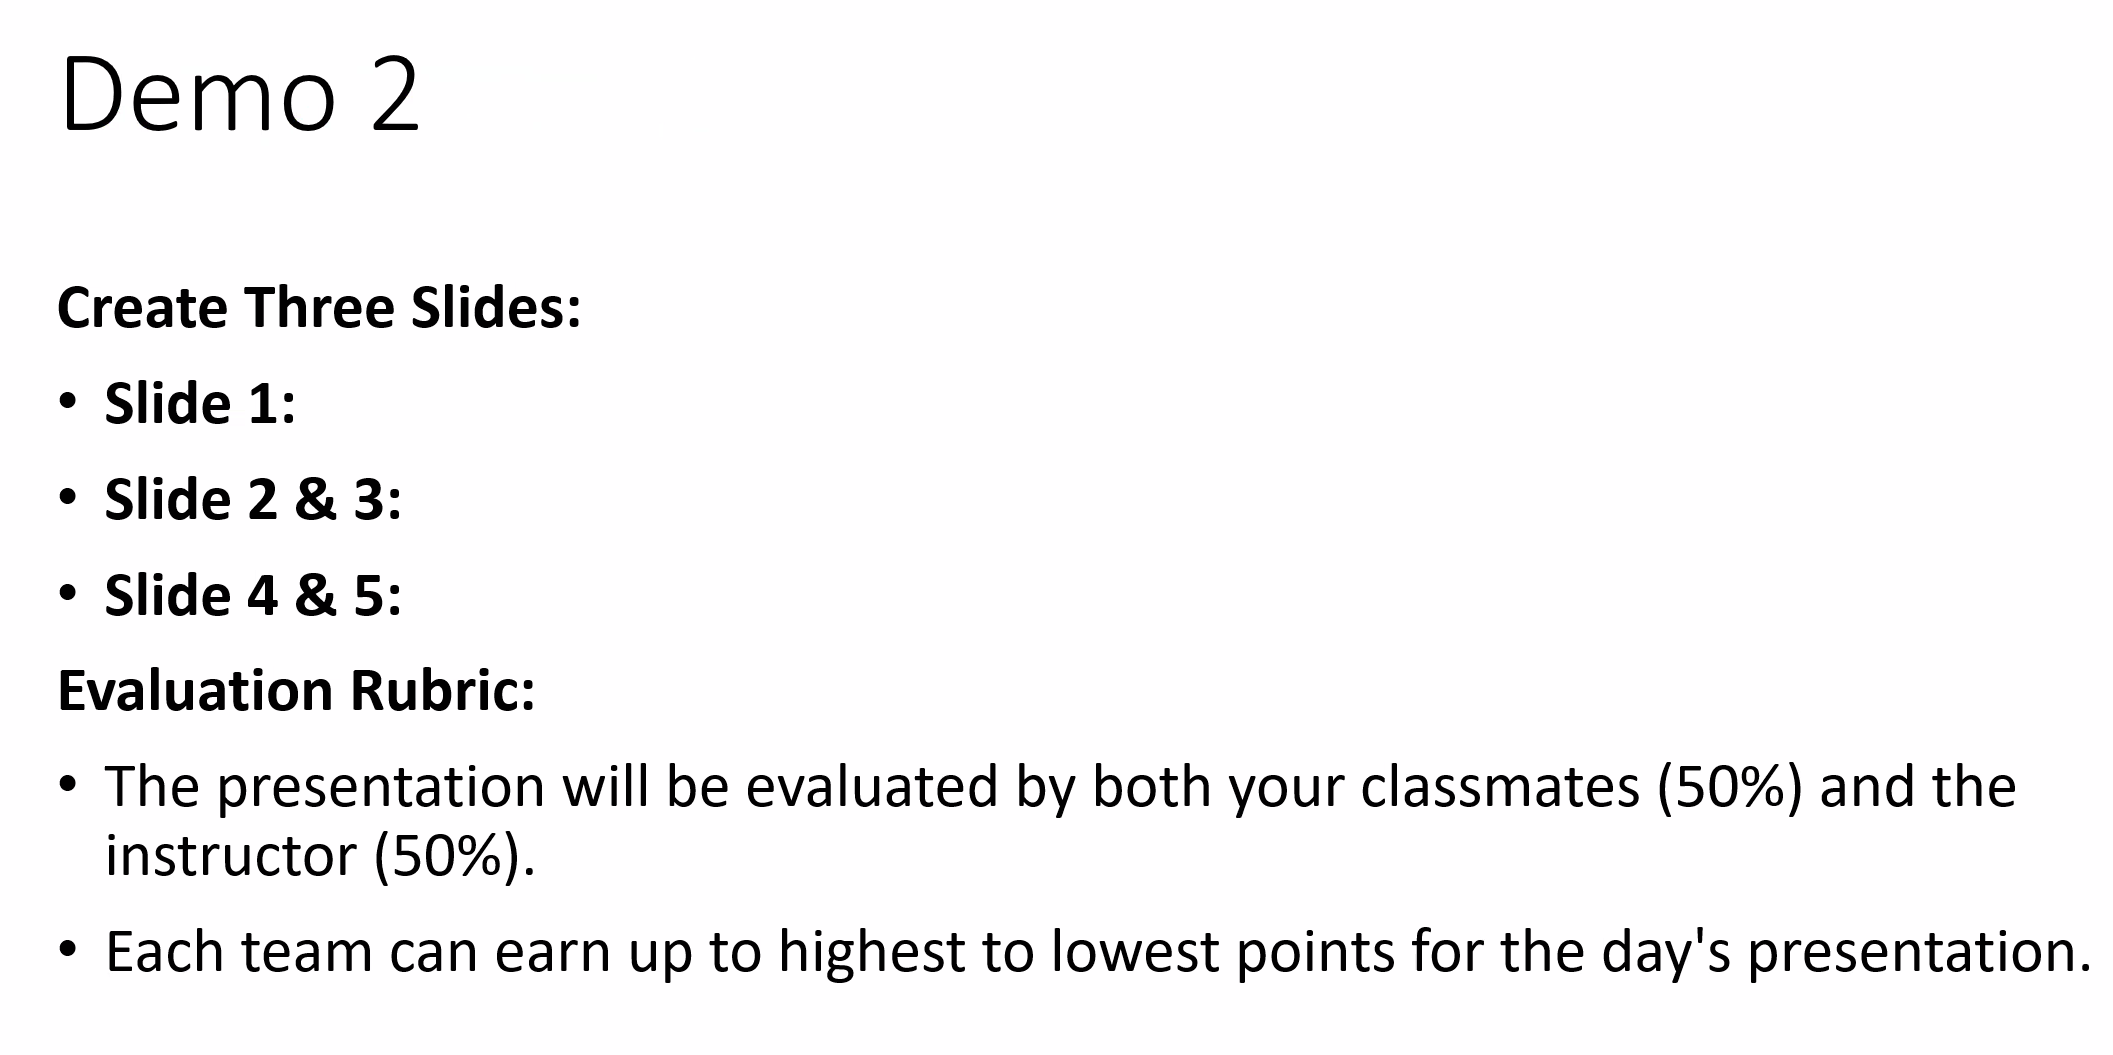 Demo 2
Create Three Slides:
• Slide 1:
• Slide 2 & 3:
• Slide 4 & 5:
Evaluation Rubric:
• The presentation will be evaluated by both your classmates (50%) and the
instructor (50%).
• Each team can earn up to highest to lowest points for the day's presentation.